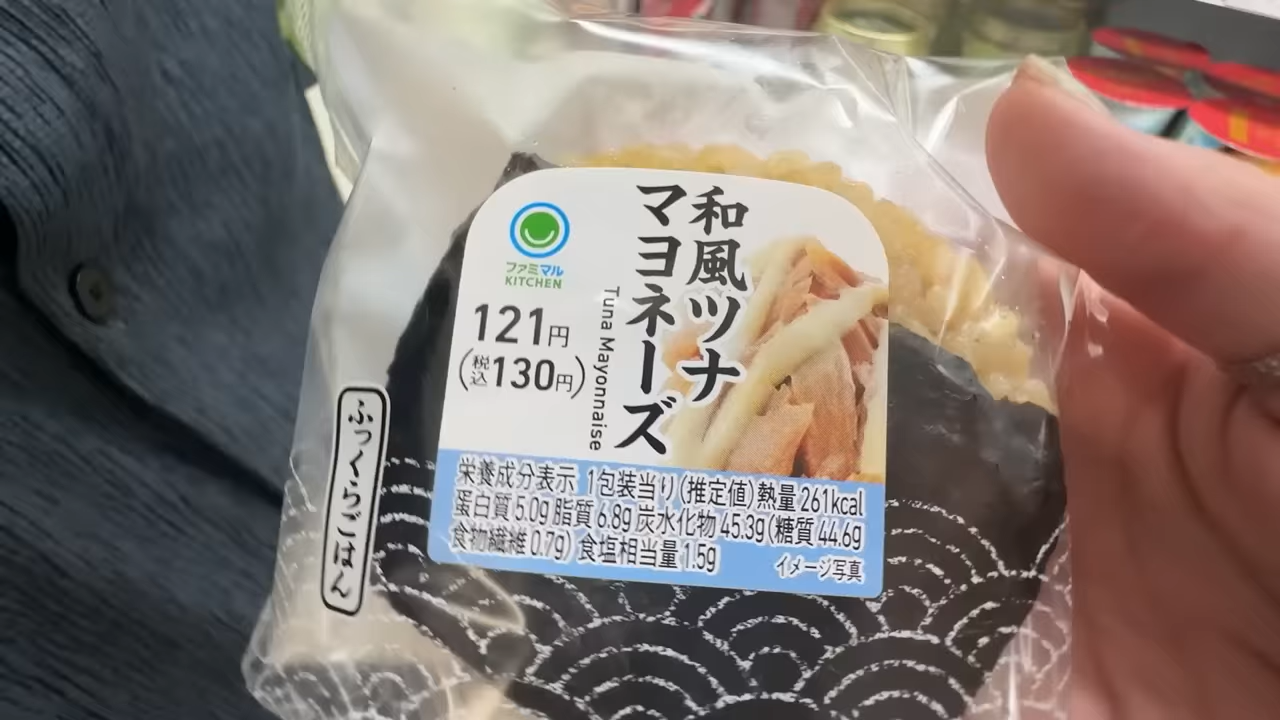 和風ツナ
マヨネーズ
Tuna Mayonnaise
ファミマル
KITCHEN
121円
(税込130円)
栄養成分表示 1包装当り(推定値)熱量261kcal
蛋白質5.0g脂質6.8g炭水化物45.3g(糖質44.6g
食物繊維0.7g)食塩相当量1.5g
イメージ写真
ふっくらごはん